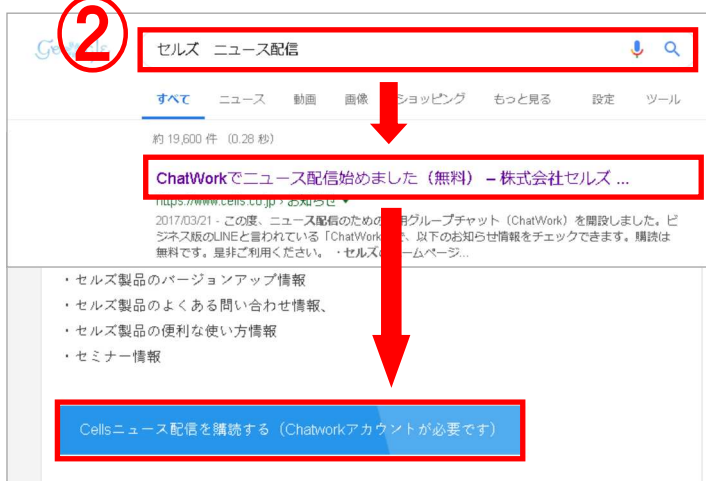 ②
セルズ ニュース配信
すべて ニュース 動画 画像 ショッピング もっと見る 設定 ツール
約 19,600 件 （0.28 秒）
ChatWorkでニュース配信始めました（無料） – 株式会社セルズ ...
https://www.cells.co.jp › お知らせ ▼
2017/03/21 - この度、ニュース配信のための 用グループチャット（ChatWork）を開設しました。ビ
ジネス版のLINEと言われている「ChatWork 、以下のお知らせ情報をチェックできます。購読は
無料です。是非ご利用ください。 ・セルズ ームページ...
・セルズ製品のバージョンアップ情報
・セルズ製品のよくある問い合わせ情報、
・セルズ製品の便利な使い方情報
・セミナー情報
Cellsニュース配信を購読する（Chatworkアカウントが必要です）